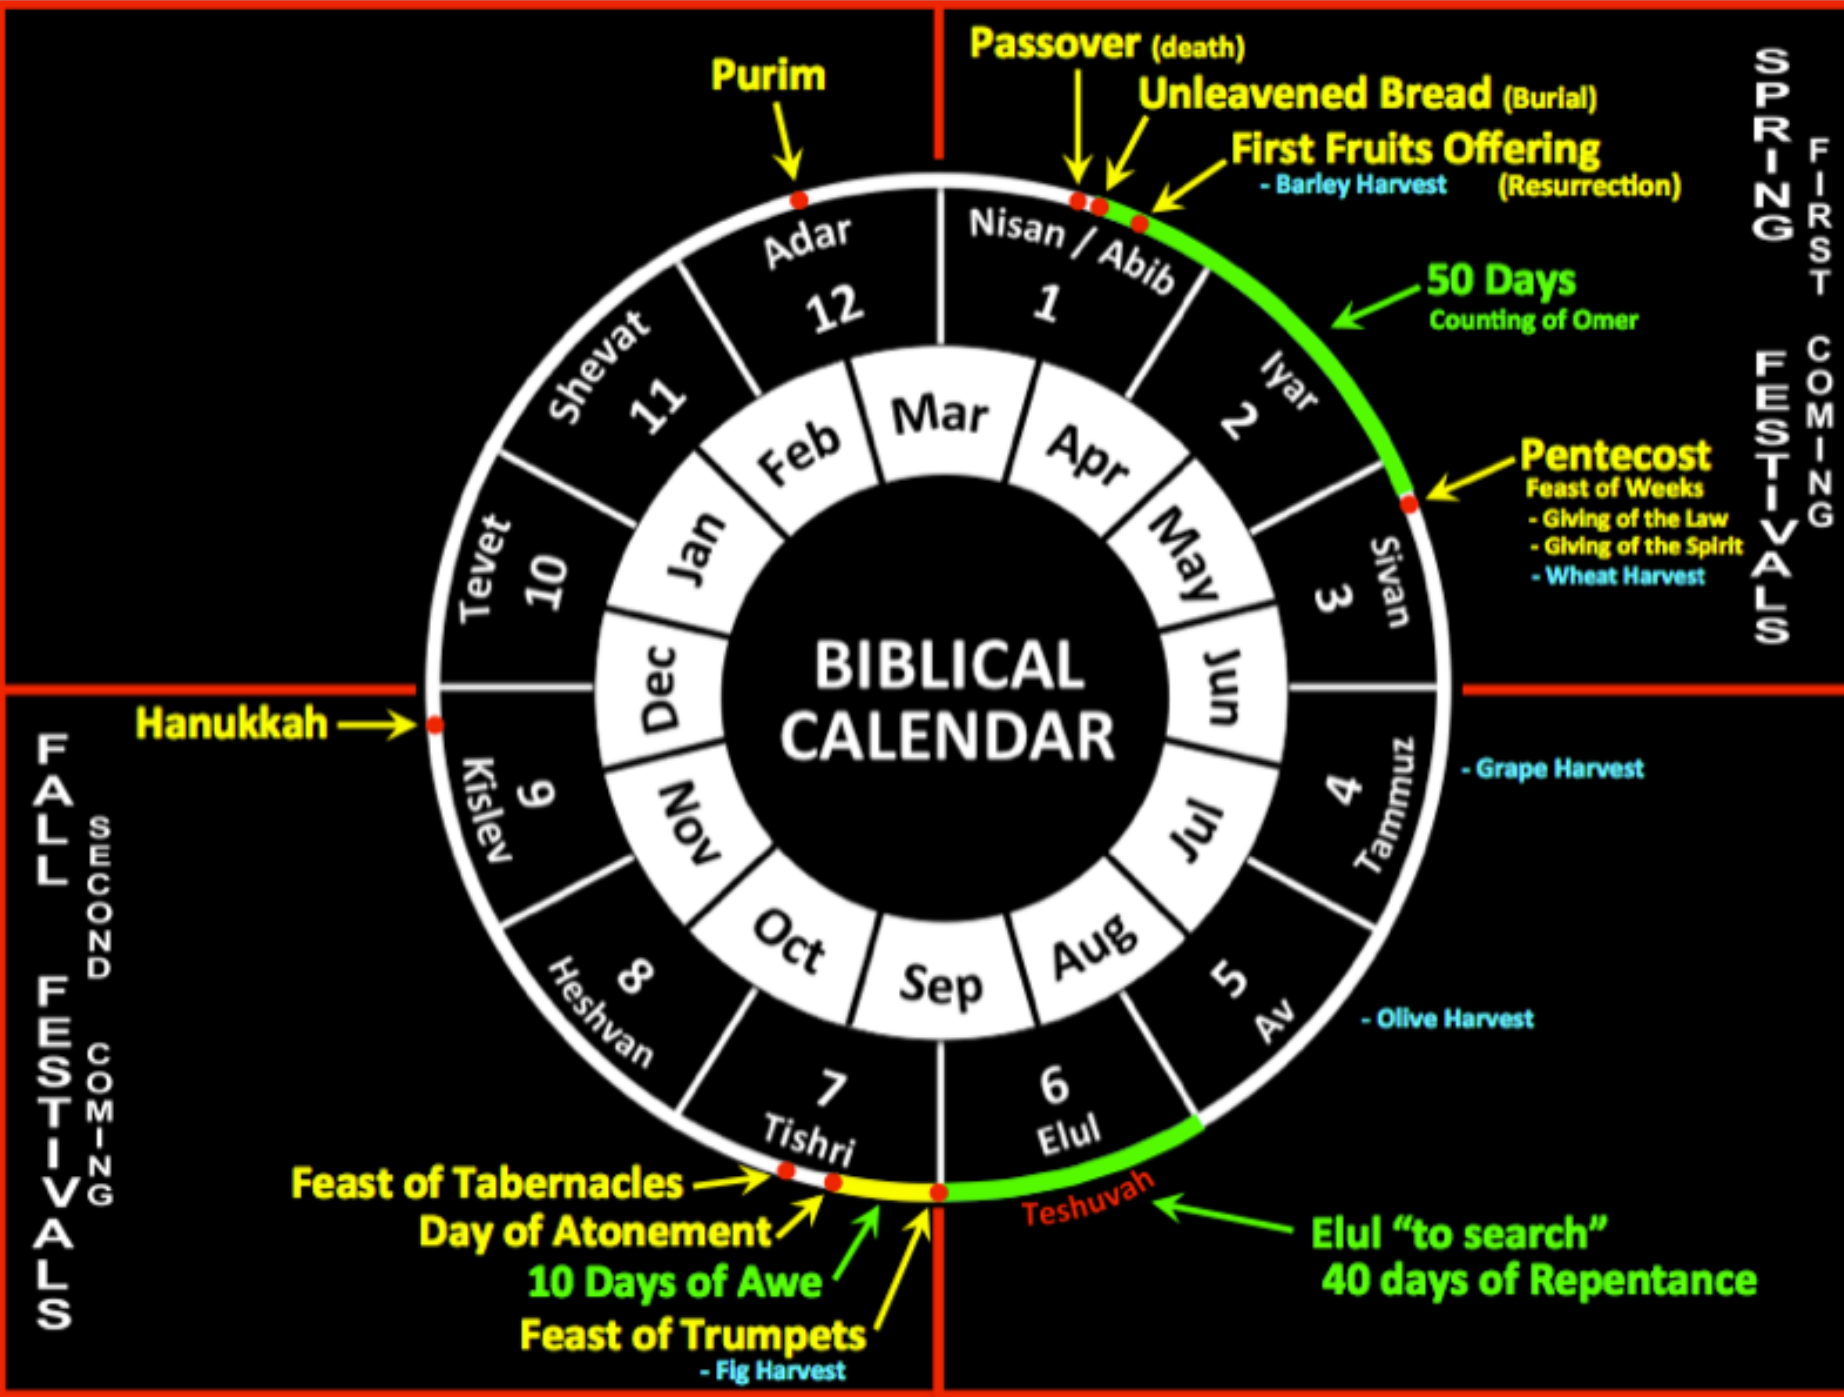 Purim
Passover (death)
Unleavened Bread (Burial)
First Fruits Offering
- Barley Harvest (Resurrection)
50 Days
Counting of Omer
Pentecost
Feast of Weeks
- Giving of the Law
- Giving of the Spirit
- Wheat Harvest
SPRING FESTIVALS
FIRST COMING
Nisan / Abib
1
Iyar
2
Sivan
3
Tammuz
4
Av
5
Elul
6
Tishri
7
Heshvan
8
Kislev
9
Tevet
10
Shevat
11
Adar
12
Mar
Apr
May
Jun
Jul
Aug
Sep
Oct
Nov
Dec
Jan
Feb
BIBLICAL
CALENDAR
- Grape Harvest
- Olive Harvest
Teshuvah
Elul “to search”
40 days of Repentance
Hanukkah
FALL FESTIVALS
SECOND COMING
Feast of Tabernacles
Day of Atonement
10 Days of Awe
Feast of Trumpets
- Fig Harvest